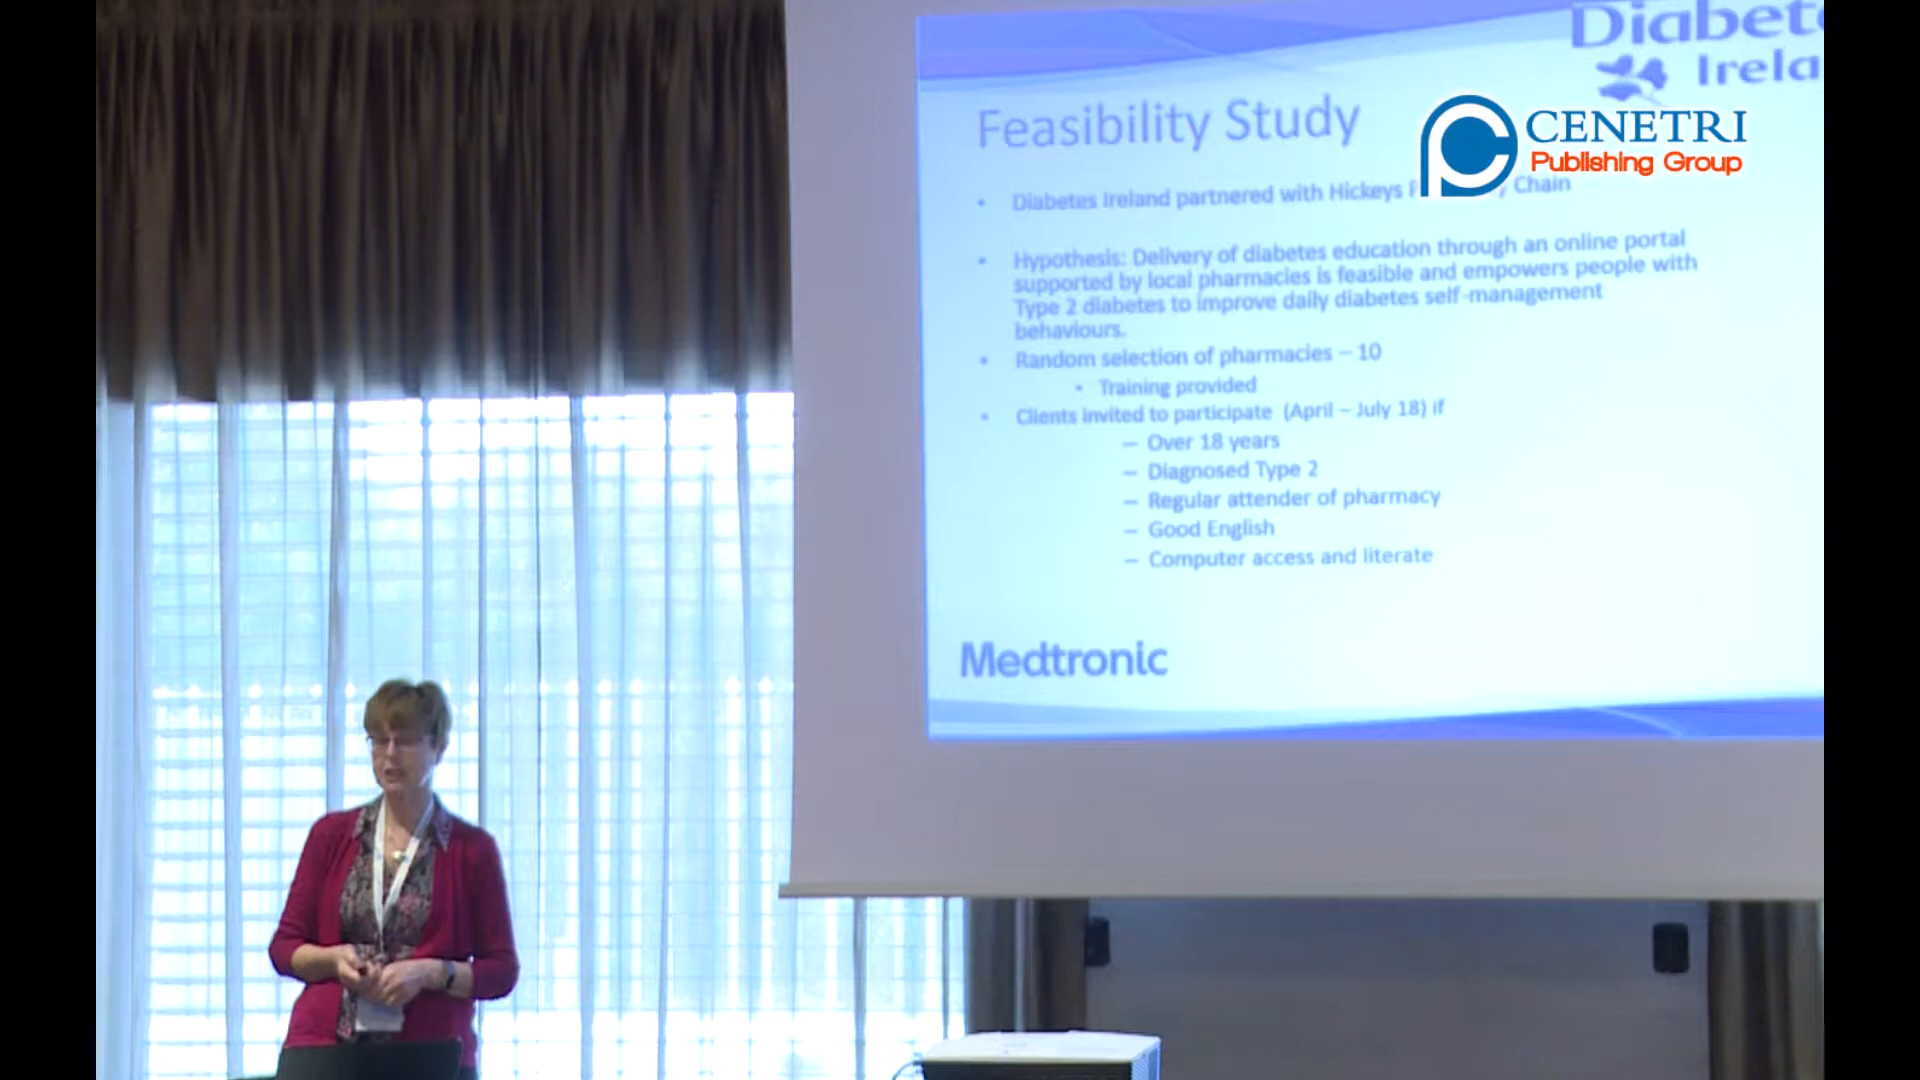 Diabet
Irela
CENETRI
Publishing Group
Feasibility Study
• Diabetes Ireland partnered with Hickeys P y Chain
• Hypothesis: Delivery of diabetes education through an online portal
supported by local pharmacies is feasible and empowers people with
Type 2 diabetes to improve daily diabetes self-management
behaviours.
• Random selection of pharmacies – 10
• Training provided
• Clients invited to participate (April – July 18) if
– Over 18 years
– Diagnosed Type 2
– Regular attender of pharmacy
– Good English
– Computer access and literate
Medtronic